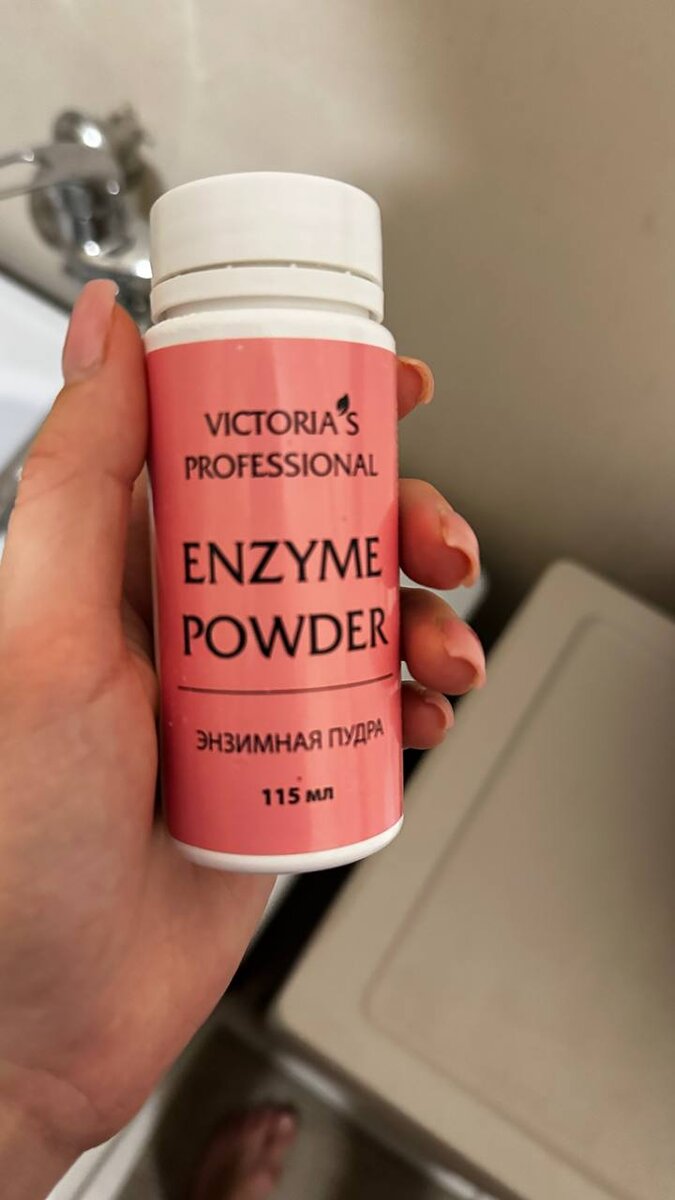 VICTORIA'S
PROFESSIONAL
ENZYME
POWDER
ЭНЗИМНАЯ ПУДРА
115 мл